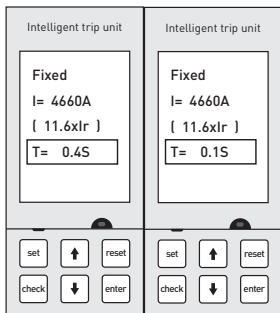 Intelligent trip unit
Fixed
I= 4660A
( 11.6xIr )
T= 0.4S
set
reset
check
enter
Intelligent trip unit
Fixed
I= 4660A
( 11.6xIr )
T= 0.1S
set
reset
check
enter